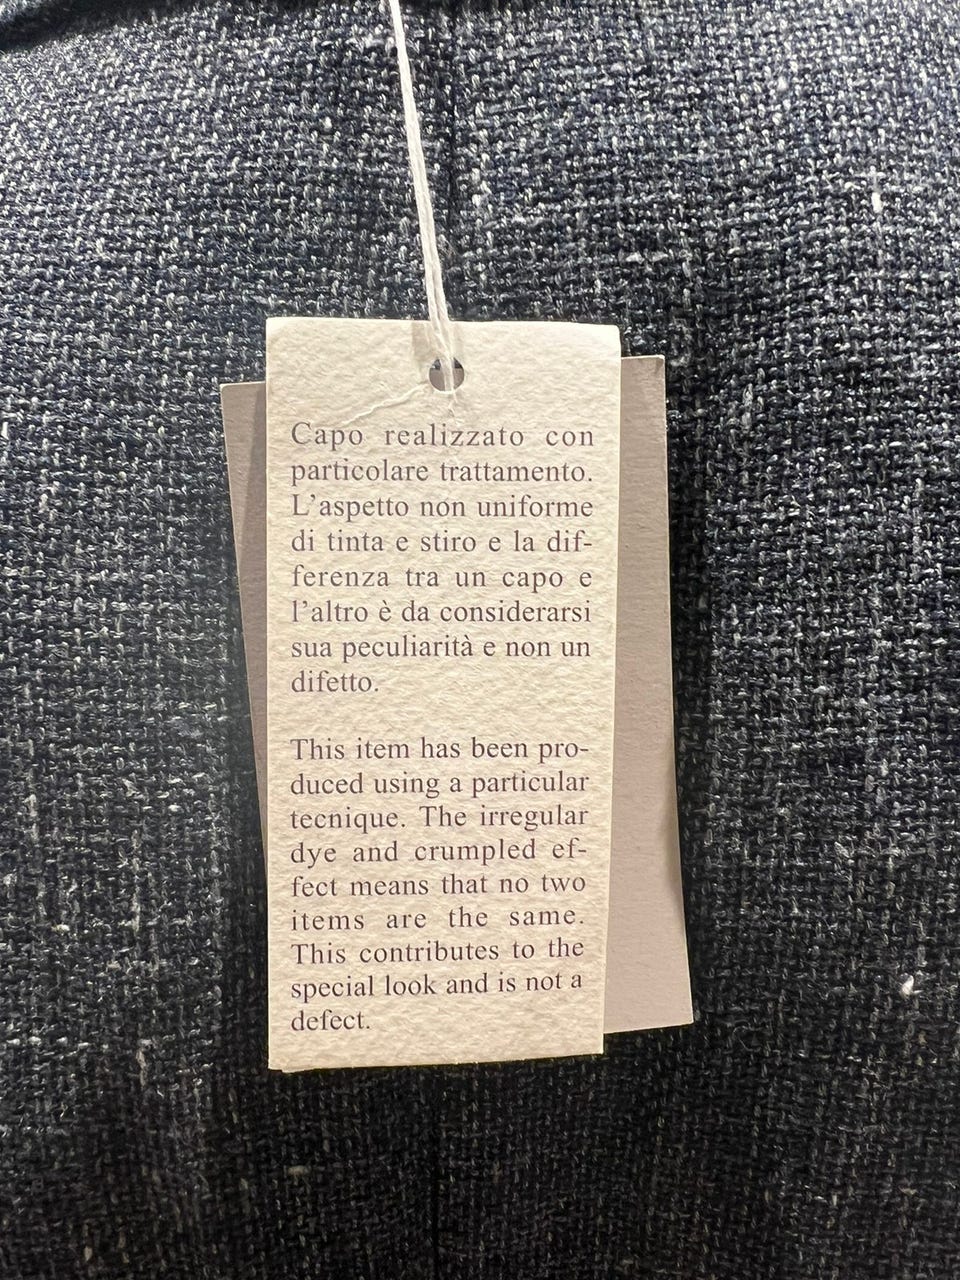 Capo realizzato con
particolare trattamento.
L'aspetto non uniforme
di tinta e stiro e la dif-
ferenza tra un capo e
l'altro è da considerarsi
sua peculiarità e non un
difetto.
This item has been pro-
duced using a particular
tecnique. The irregular
dye and crumpled ef-
fect means that no two
items are the same.
This contributes to the
special look and is not a
defect.